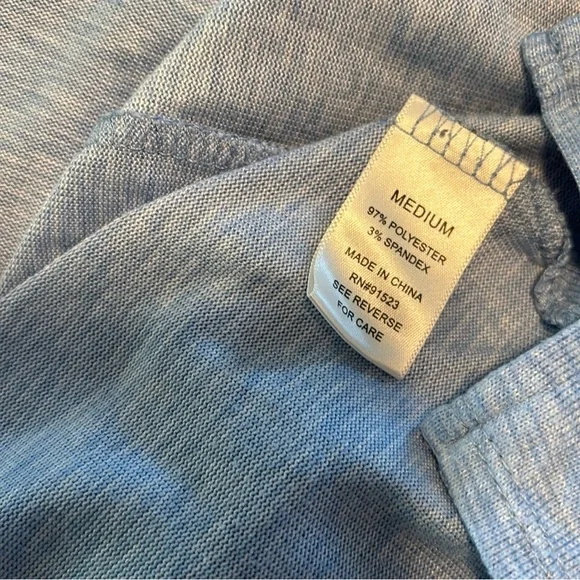 MEDIUM
97% POLYESTER
3% SPANDEX
MADE IN CHINA
RN#91523
SEE REVERSE
FOR CARE